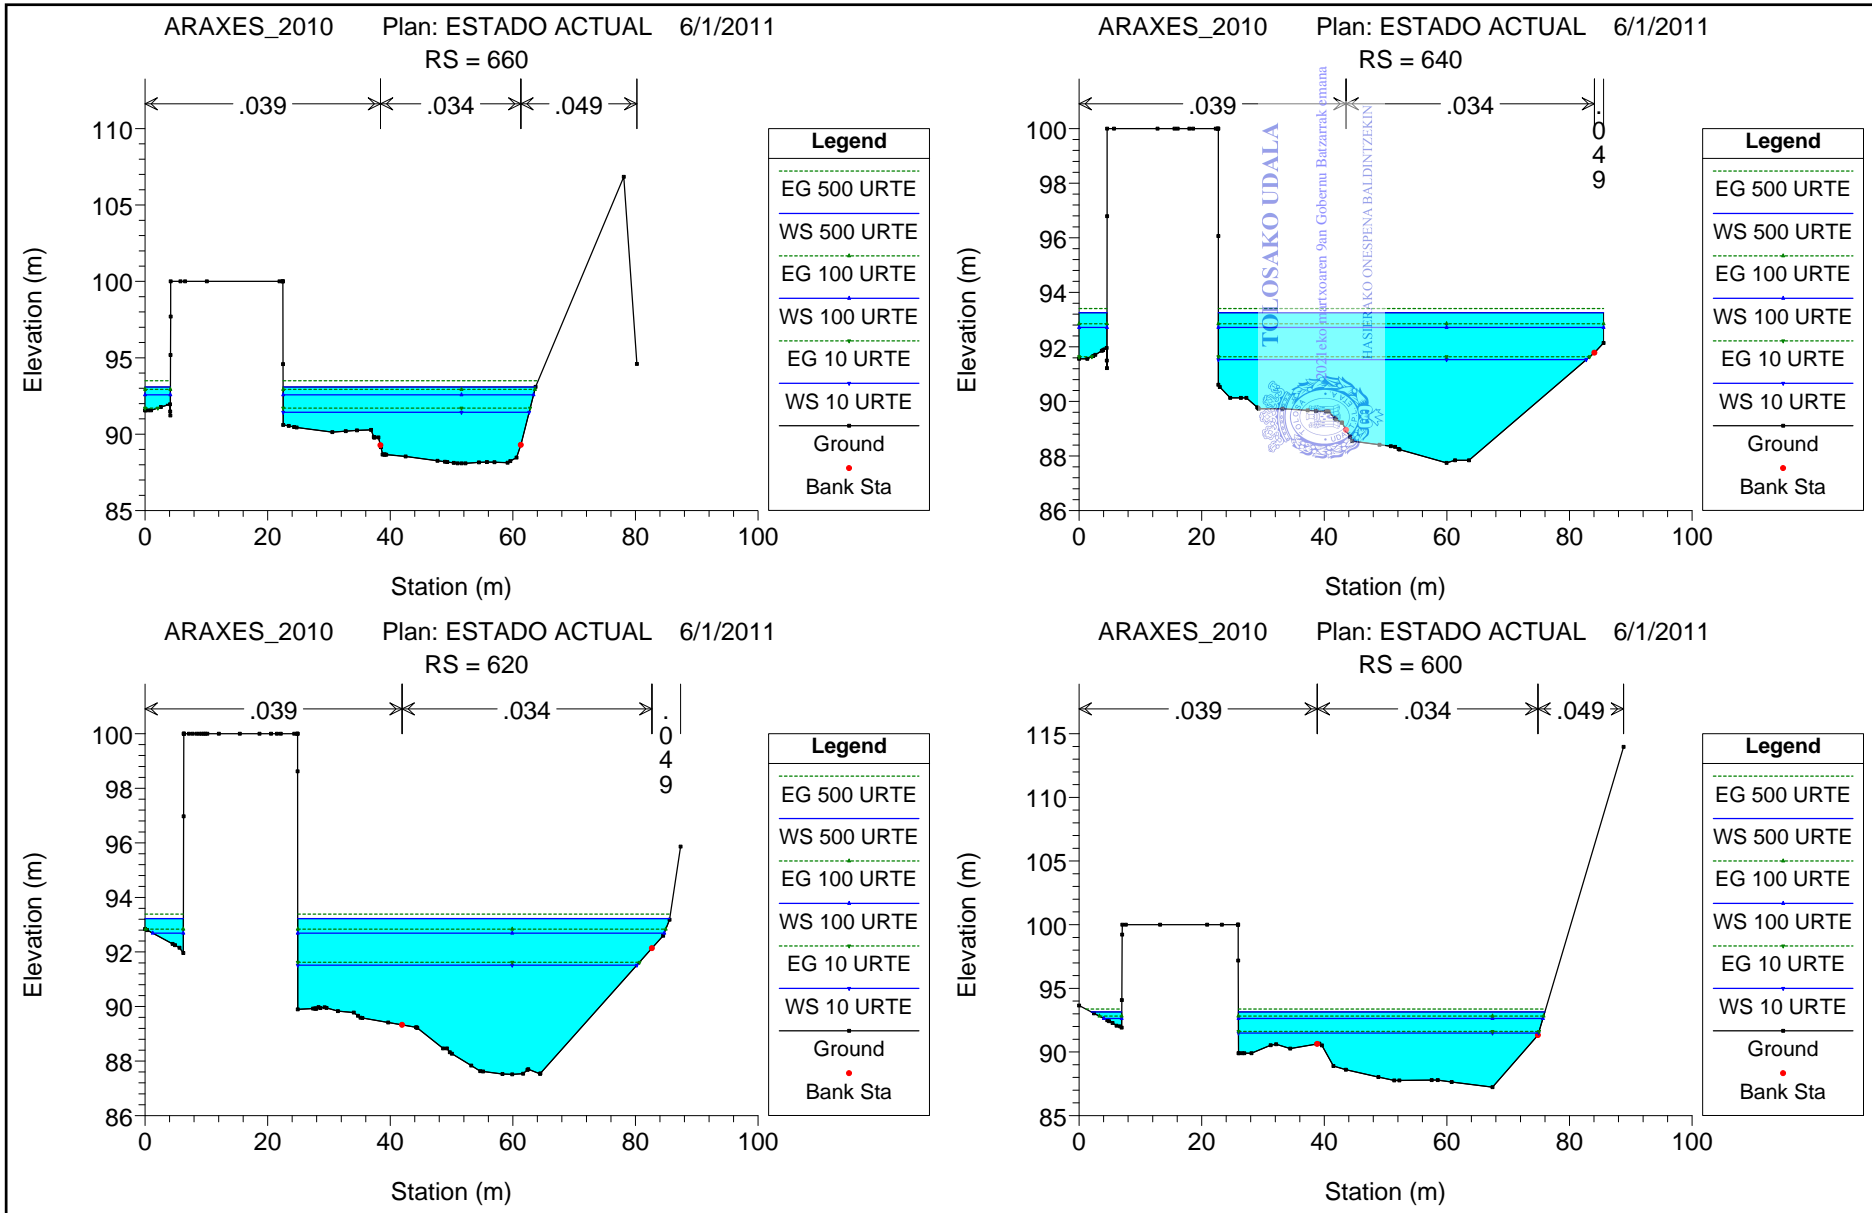 ARAXES_2010 Plan: ESTADO ACTUAL 6/1/2011
RS = 660
.039 .034 .049
110
105
100
95
90
85
Elevation (m)
0 20 40 60 80 100
Station (m)
Legend
EG 500 URTE
WS 500 URTE
EG 100 URTE
WS 100 URTE
EG 10 URTE
WS 10 URTE
Ground
Bank Sta
ARAXES_2010 Plan: ESTADO ACTUAL 6/1/2011
RS = 640
.039 .034 .049
100
98
96
94
92
90
88
86
Elevation (m)
0 20 40 60 80 100
Station (m)
TOLOSAKO UDALA
2021eko martxoaren 9an Gobernu Batzarrak emana
HASIERAKO ONESPENA BALDINTZEKIN
Legend
EG 500 URTE
WS 500 URTE
EG 100 URTE
WS 100 URTE
EG 10 URTE
WS 10 URTE
Ground
Bank Sta
ARAXES_2010 Plan: ESTADO ACTUAL 6/1/2011
RS = 620
.039 .034 .049
100
98
96
94
92
90
88
86
Elevation (m)
0 20 40 60 80 100
Station (m)
Legend
EG 500 URTE
WS 500 URTE
EG 100 URTE
WS 100 URTE
EG 10 URTE
WS 10 URTE
Ground
Bank Sta
ARAXES_2010 Plan: ESTADO ACTUAL 6/1/2011
RS = 600
.039 .034 .049
115
110
105
100
95
90
85
Elevation (m)
0 20 40 60 80 100
Station (m)
Legend
EG 500 URTE
WS 500 URTE
EG 100 URTE
WS 100 URTE
EG 10 URTE
WS 10 URTE
Ground
Bank Sta